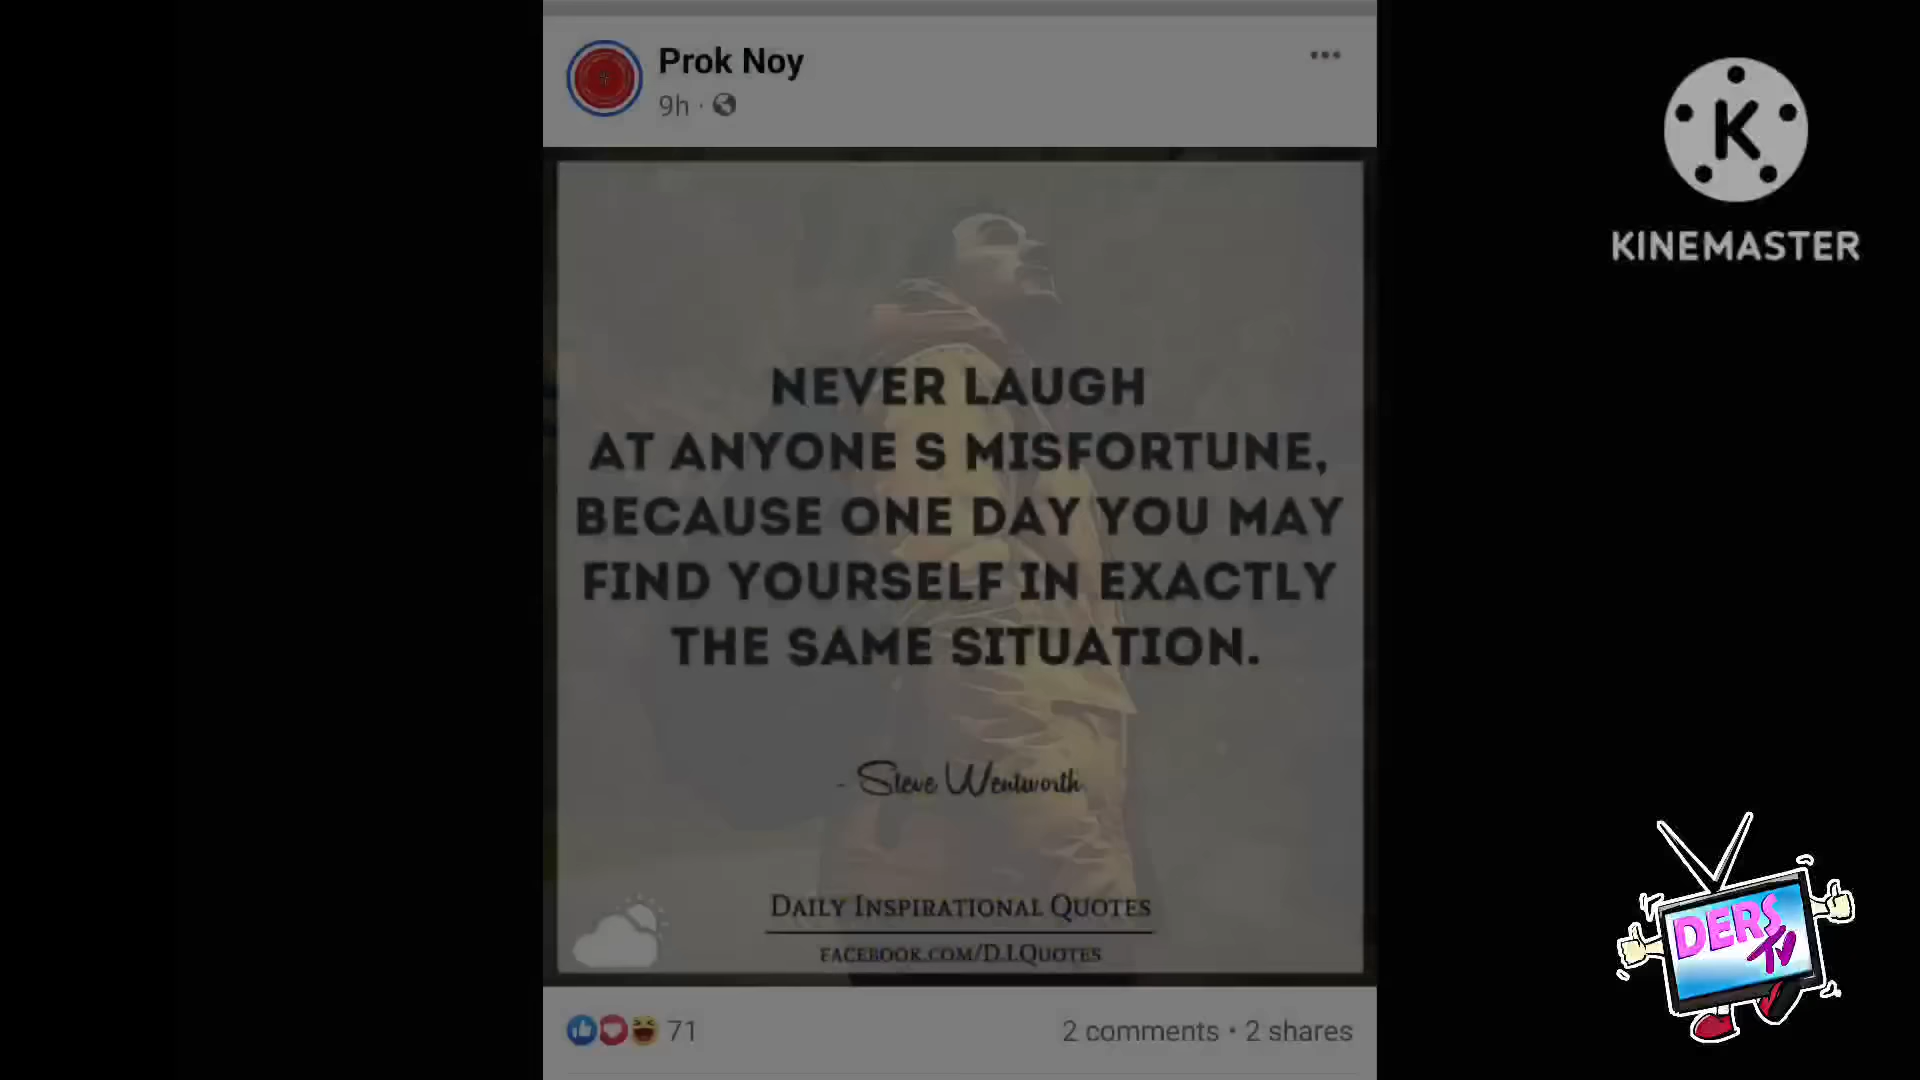 Prok Noy
9h ·
NEVER LAUGH
AT ANYONE S MISFORTUNE,
BECAUSE ONE DAY YOU MAY
FIND YOURSELF IN EXACTLY
THE SAME SITUATION.
- Steve Wentworth
DAILY INSPIRATIONAL QUOTES
FACEBOOK.COM/D.I.QUOTES
71
2 comments · 2 shares
K
KINEMASTER
DERS
TV